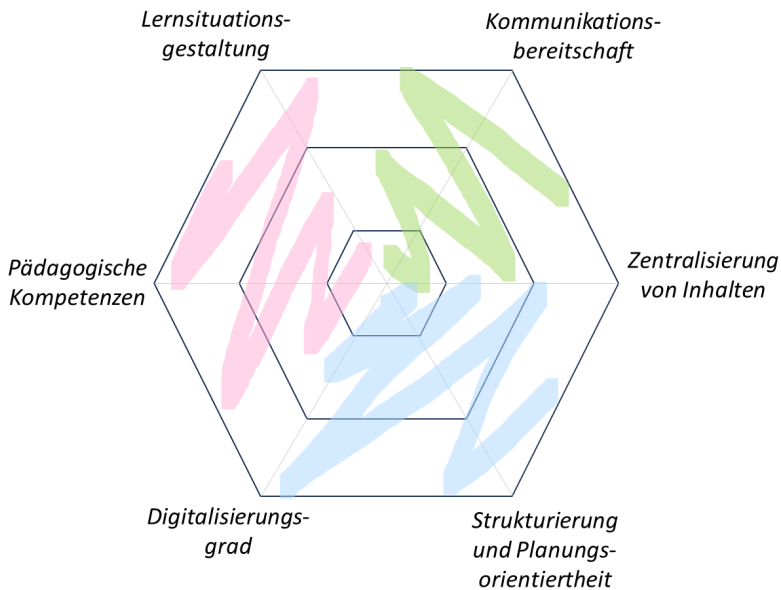 Lernsituations-
gestaltung
Kommunikations-
bereitschaft
Pädagogische
Kompetenzen
Zentralisierung
von Inhalten
Digitalisierungs-
grad
Strukturierung
und Planungs-
orientiertheit